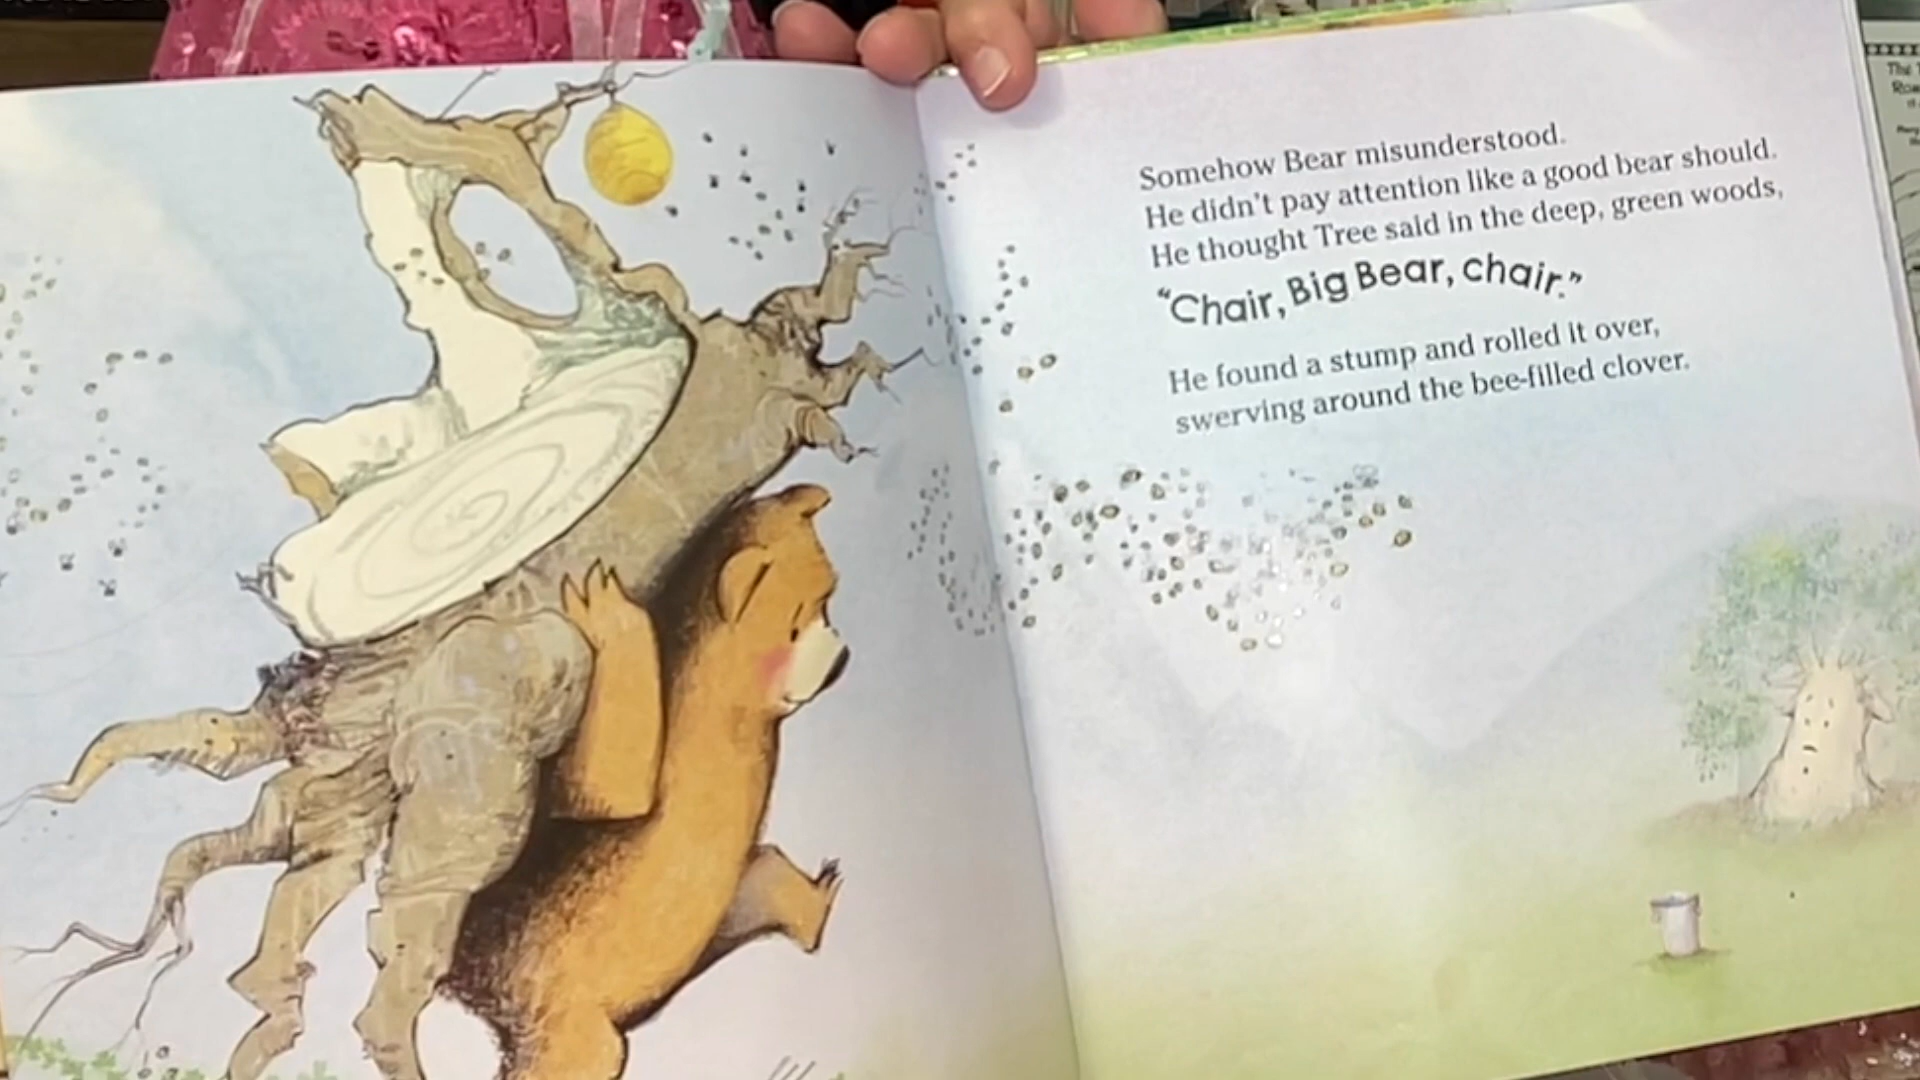 Somehow Bear misunderstood.
He didn't pay attention like a good bear should.
He thought Tree said in the deep, green woods,
“Chair, Big Bear, chair.”
He found a stump and rolled it over,
swerving around the bee-filled clover.
The